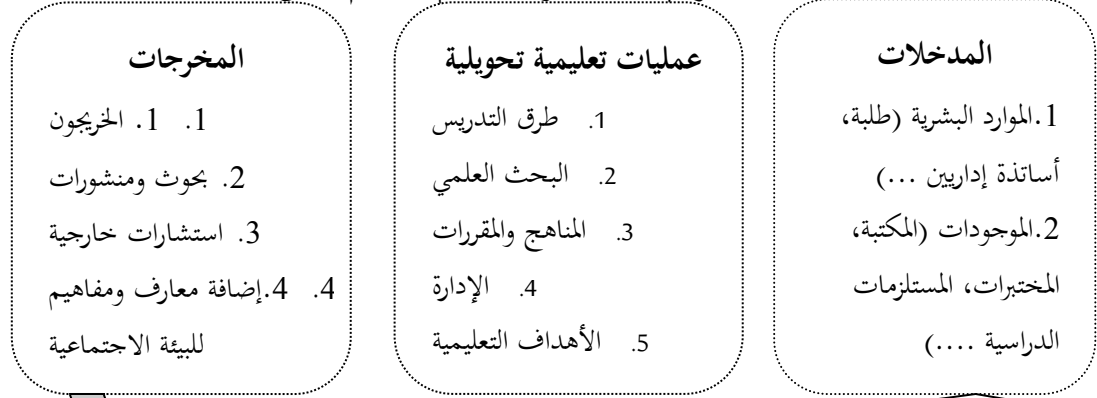 المدخلات
1.الموارد البشرية (طلبة،
أساتذة إداريين ...)
2.الموجودات (المكتبة،
المختبرات، المستلزمات
الدراسية ....)
عمليات تعليمية تحويلية
1. طرق التدريس
2. البحث العلمي
3. المناهج والمقررات
4. الإدارة
5. الأهداف التعليمية
المخرجات
1. 1. الخريجون
2. بحوث ومنشورات
3. استشارات خارجية
4. 4.إضافة معارف ومفاهيم
للبيئة الاجتماعية